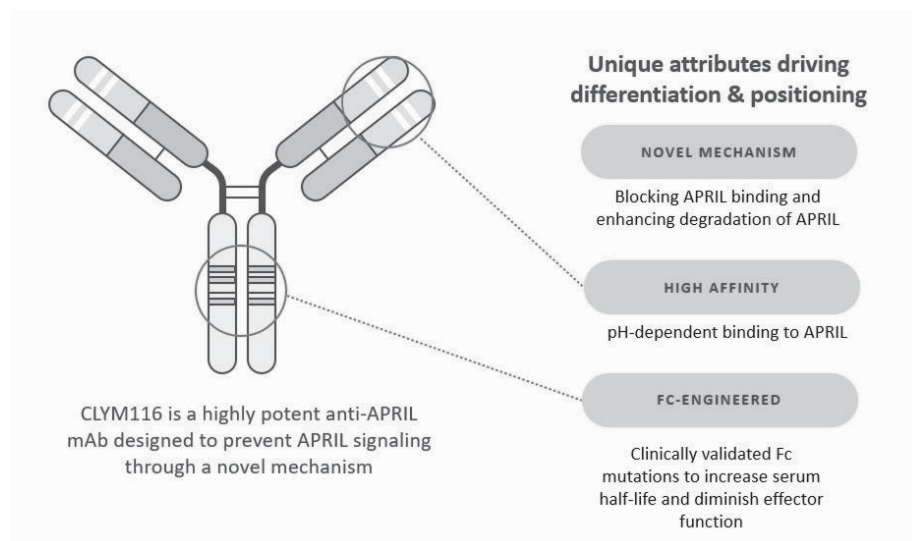 Unique attributes driving
differentiation & positioning
NOVEL MECHANISM
Blocking APRIL binding and
enhancing degradation of APRIL
HIGH AFFINITY
pH-dependent binding to APRIL
FC-ENGINEERED
Clinically validated Fc
mutations to increase serum
half-life and diminish effector
function
CLYM116 is a highly potent anti-APRIL
mAb designed to prevent APRIL signaling
through a novel mechanism